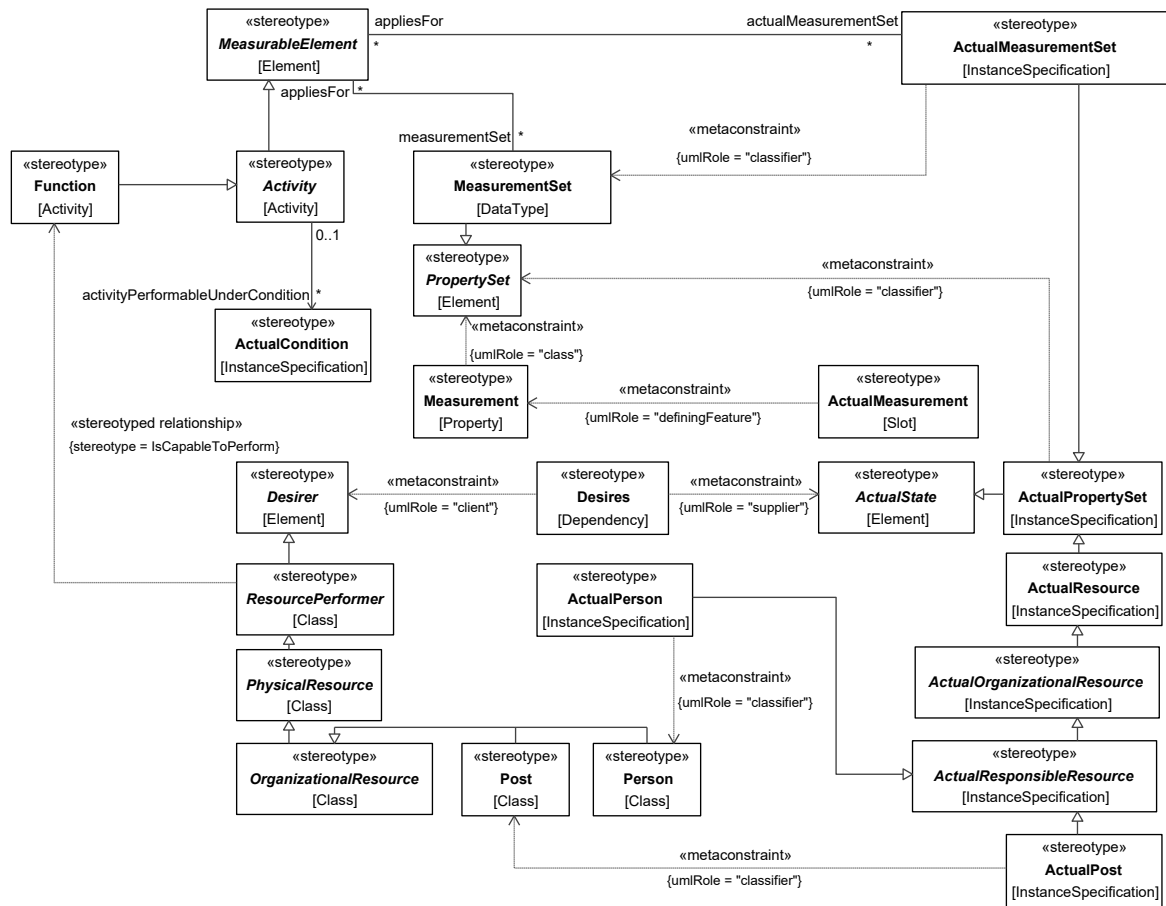 «stereotype»
MeasurableElement
[Element]
appliesFor
*
actualMeasurementSet
*
«stereotype»
ActualMeasurementSet
[InstanceSpecification]
appliesFor
*
measurementSet
*
«metaconstraint»
{umlRole = "classifier"}
«stereotype»
Function
[Activity]
«stereotype»
Activity
[Activity]
«stereotype»
MeasurementSet
[DataType]
0..1
activityPerformableUnderCondition
*
«stereotype»
PropertySet
[Element]
«metaconstraint»
{umlRole = "classifier"}
«stereotype»
ActualCondition
[InstanceSpecification]
«metaconstraint»
{umlRole = "class"}
«stereotype»
Measurement
[Property]
«metaconstraint»
{umlRole = "definingFeature"}
«stereotype»
ActualMeasurement
[Slot]
«stereotyped relationship»
{stereotype = IsCapableToPerform}
«stereotype»
Desirer
[Element]
«metaconstraint»
{umlRole = "client"}
«stereotype»
Desires
[Dependency]
«metaconstraint»
{umlRole = "supplier"}
«stereotype»
ActualState
[Element]
«stereotype»
ActualPropertySet
[InstanceSpecification]
«stereotype»
ResourcePerformer
[Class]
«stereotype»
ActualPerson
[InstanceSpecification]
«stereotype»
ActualResource
[InstanceSpecification]
«stereotype»
PhysicalResource
[Class]
«metaconstraint»
{umlRole = "classifier"}
«stereotype»
ActualOrganizationalResource
[InstanceSpecification]
«stereotype»
OrganizationalResource
[Class]
«stereotype»
Post
[Class]
«stereotype»
Person
[Class]
«stereotype»
ActualResponsibleResource
[InstanceSpecification]
«metaconstraint»
{umlRole = "classifier"}
«stereotype»
ActualPost
[InstanceSpecification]